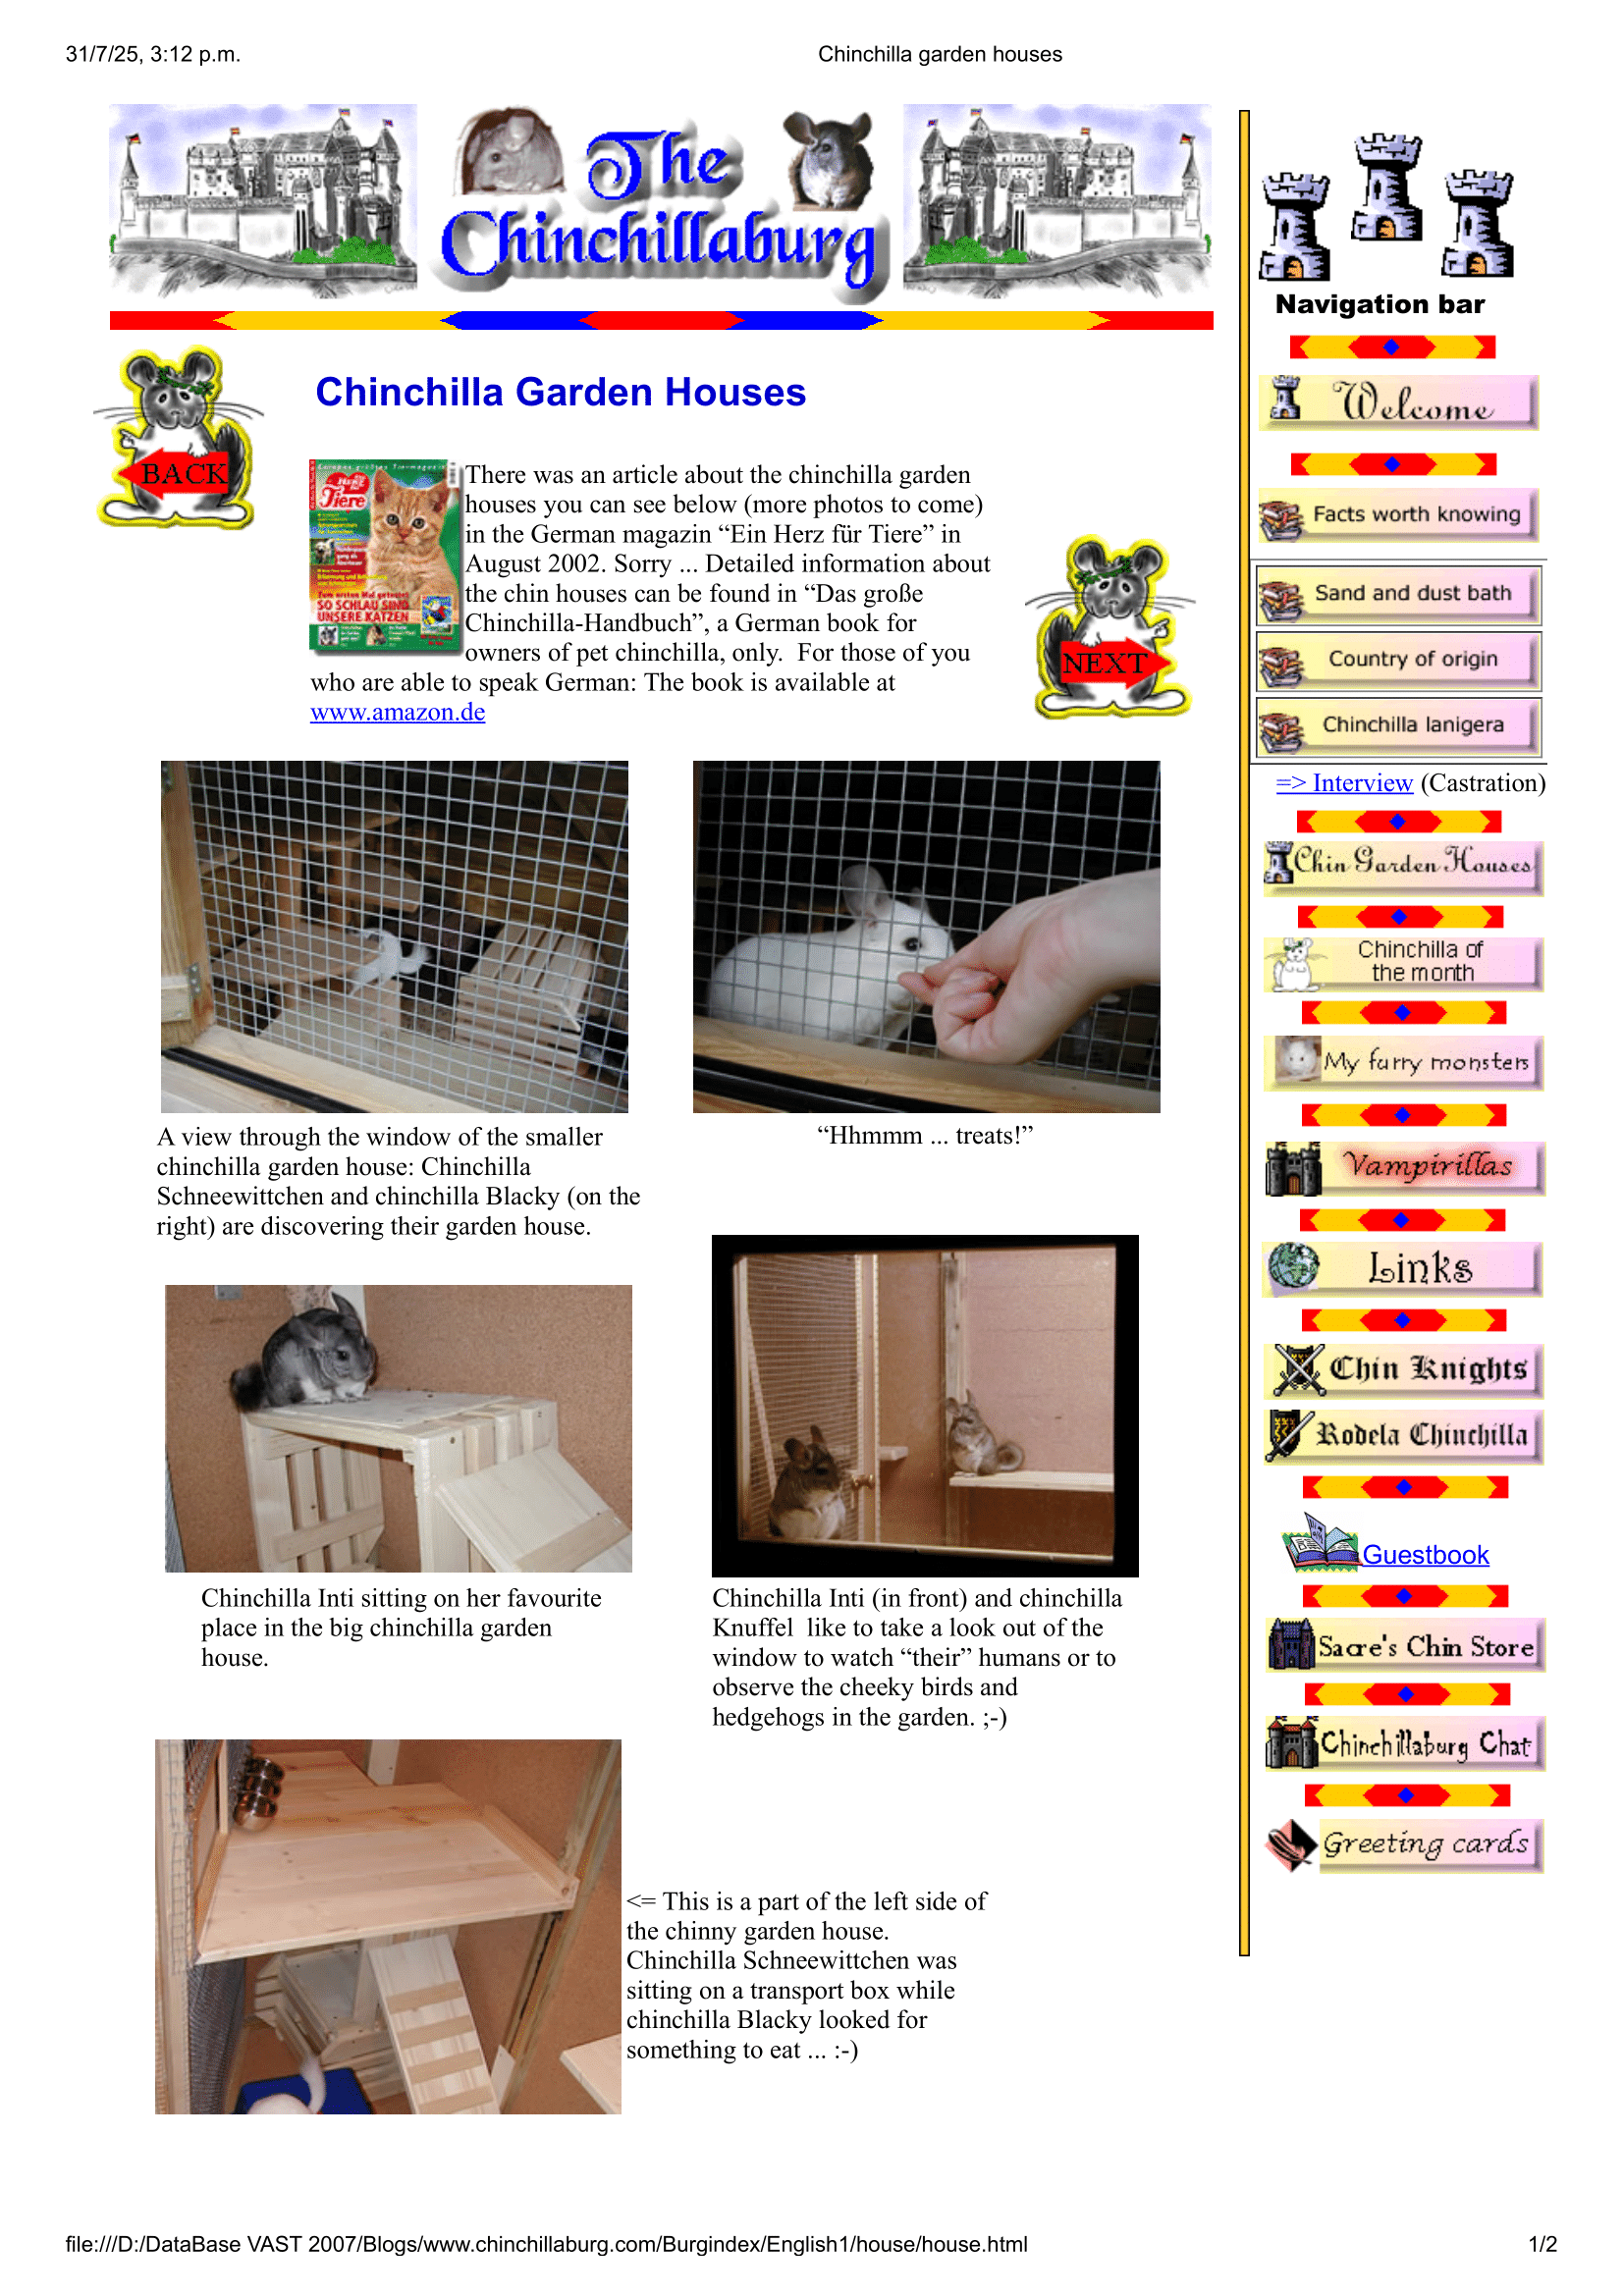 31/7/25, 3:12 p.m.
Chinchilla garden houses
The
Chinchillaburg
BACK
Chinchilla Garden Houses
Tiere
SO SCHLAU SIND
UNSERE KATZEN
There was an article about the chinchilla garden
houses you can see below (more photos to come)
in the German magazin “Ein Herz für Tiere” in
August 2002. Sorry ... Detailed information about
the chin houses can be found in “Das große
Chinchilla-Handbuch”, a German book for
owners of pet chinchilla, only.  For those of you
who are able to speak German: The book is available at
www.amazon.de
NEXT
A view through the window of the smaller
chinchilla garden house: Chinchilla
Schneewittchen and chinchilla Blacky (on the
right) are discovering their garden house.
“Hhmmm ... treats!”
Chinchilla Inti sitting on her favourite
place in the big chinchilla garden
house.
Chinchilla Inti (in front) and chinchilla
Knuffel  like to take a look out of the
window to watch “their” humans or to
observe the cheeky birds and
hedgehogs in the garden. ;-)
<= This is a part of the left side of
the chinny garden house.
Chinchilla Schneewittchen was
sitting on a transport box while
chinchilla Blacky looked for
something to eat ... :-)
Navigation bar
Welcome
Facts worth knowing
Sand and dust bath
Country of origin
Chinchilla lanigera
=> Interview (Castration)
Chin Garden Houses
Chinchilla of
the month
My furry monsters
Vampirillas
Links
Chin Knights
Rodela Chinchilla
Guestbook
Sacre's Chin Store
Chinchillaburg Chat
Greeting cards
file:///D:/DataBase VAST 2007/Blogs/www.chinchillaburg.com/Burgindex/English1/house/house.html
1/2